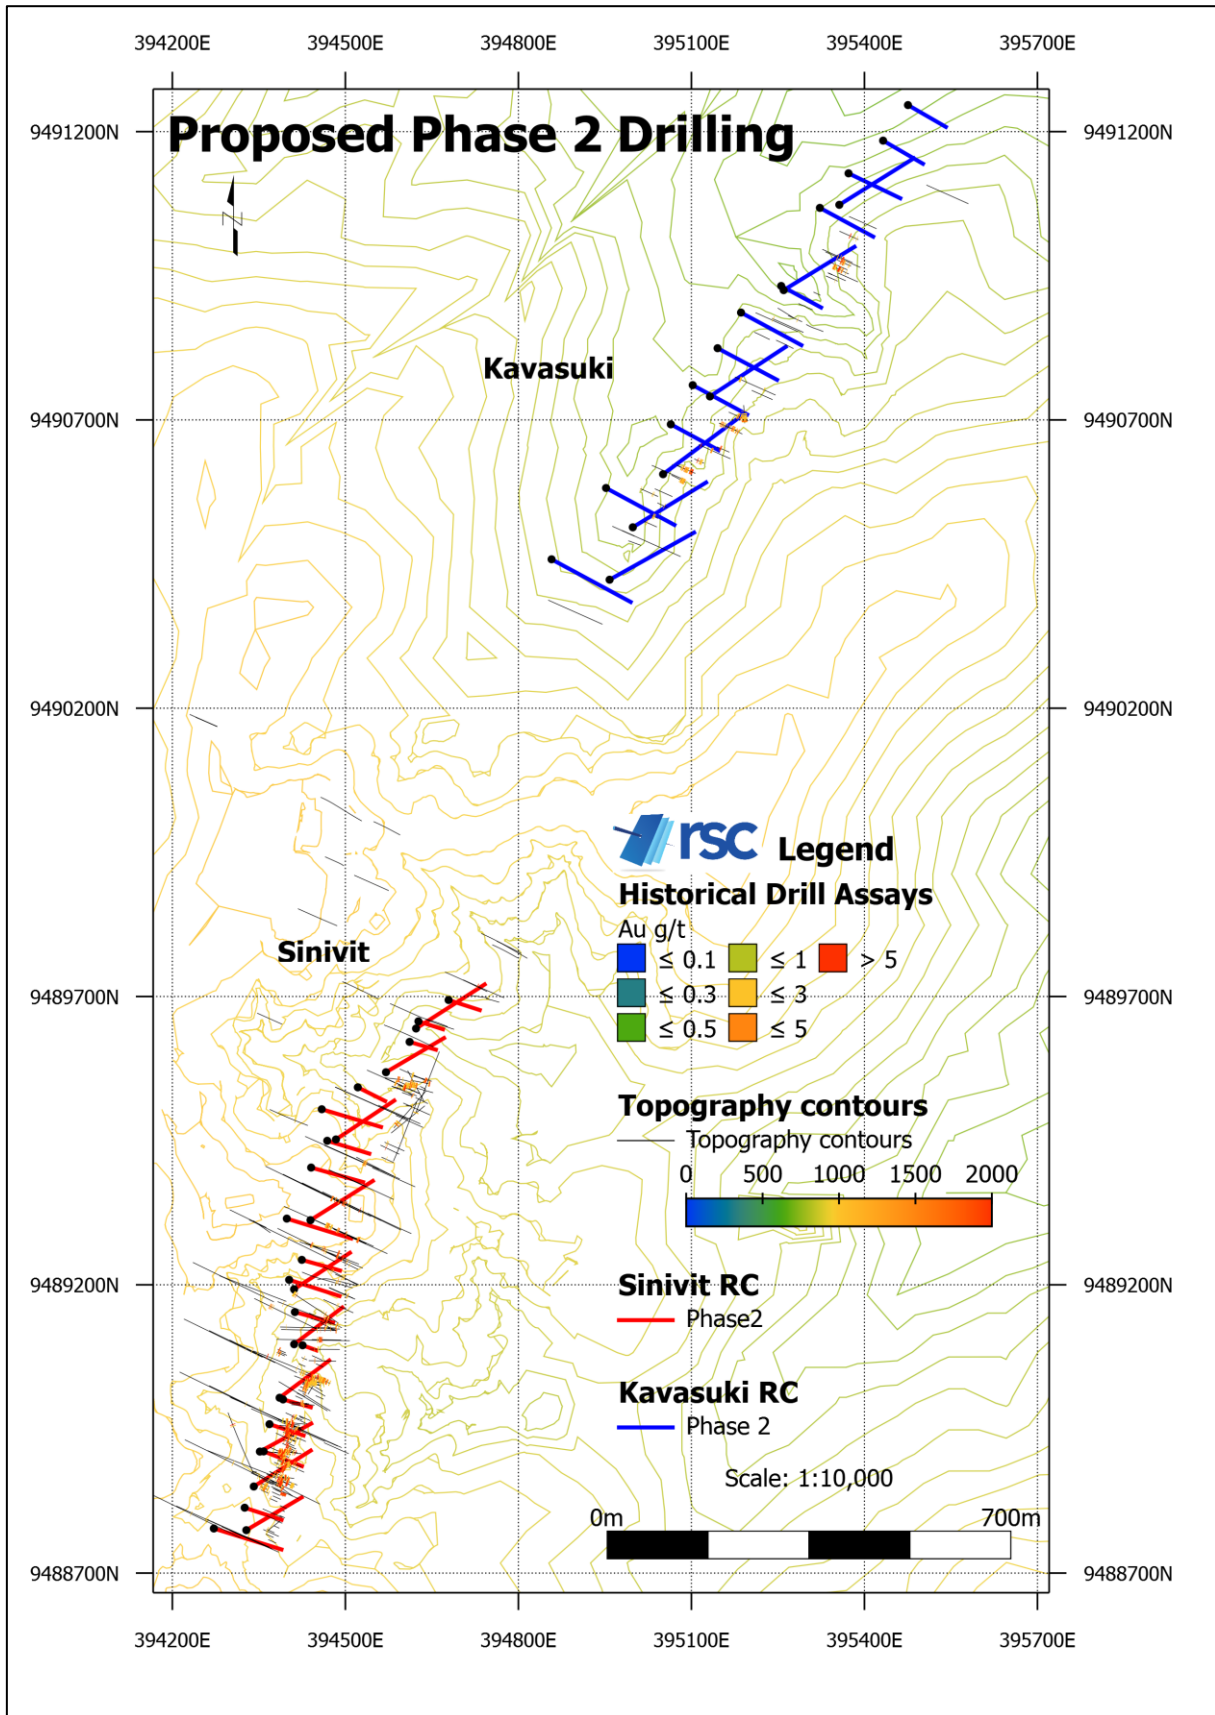 394200E 394500E 394800E 395100E 395400E 395700E
Proposed Phase 2 Drilling
9491200N 9491200N
N
Kavasuki
9490700N 9490700N
9490200N 9490200N
rsc Legend
Historical Drill Assays
Au g/t
≤ 0.1 ≤ 1 > 5
≤ 0.3 ≤ 3
≤ 0.5 ≤ 5
Sinivit
9489700N 9489700N
Topography contours
Topography contours
0 500 1000 1500 2000
9489200N 9489200N
Sinivit RC
Phase2
Kavasuki RC
Phase 2
Scale: 1:10,000
0m 700m
9488700N 9488700N
394200E 394500E 394800E 395100E 395400E 395700E